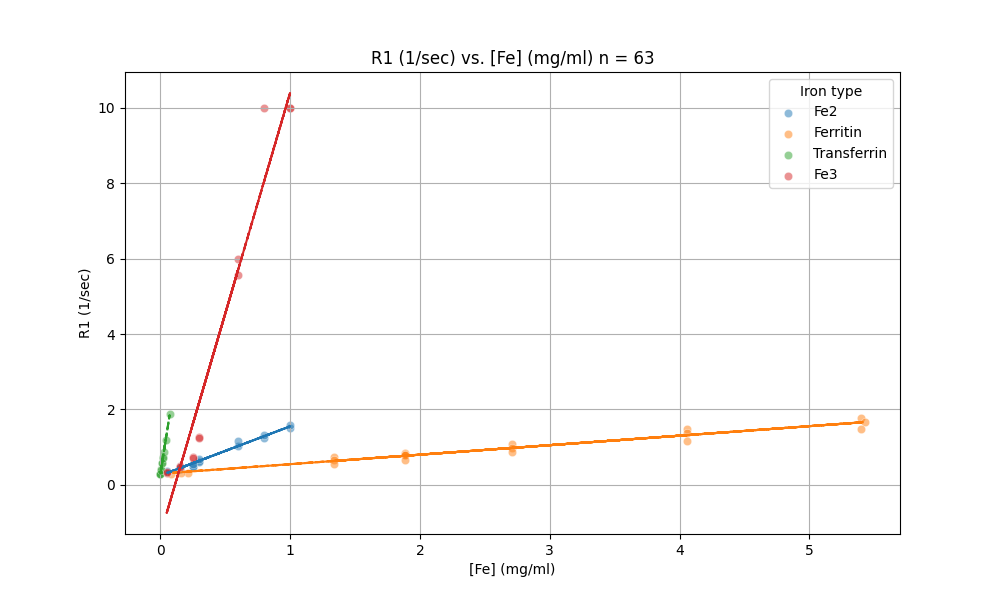 R1 (1/sec) vs. [Fe] (mg/ml) n = 63
Iron type
Fe2
Ferritin
Transferrin
Fe3
R1 (1/sec)
10
8
6
4
2
0
0 1 2 3 4 5
[Fe] (mg/ml)